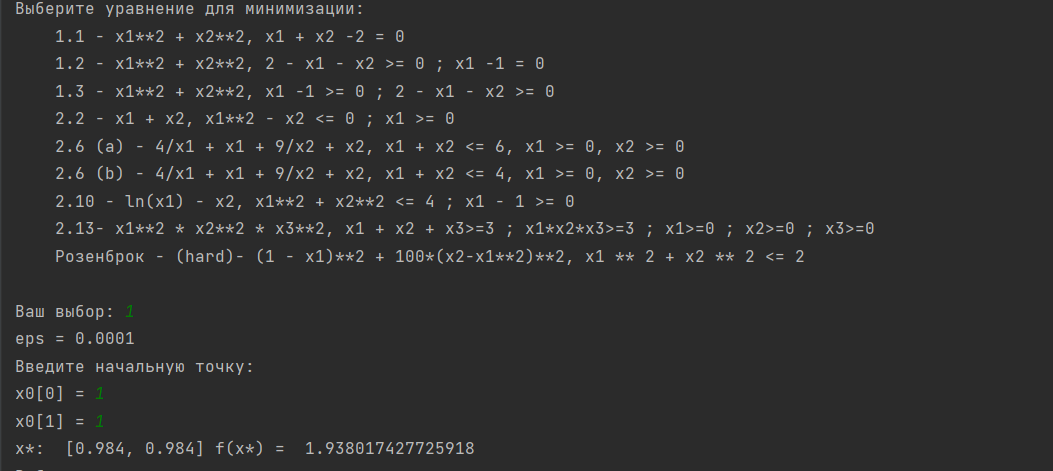 Выберите уравнение для минимизации:
1.1 - x1**2 + x2**2, x1 + x2 -2 = 0
1.2 - x1**2 + x2**2, 2 - x1 - x2 >= 0 ; x1 -1 = 0
1.3 - x1**2 + x2**2, x1 -1 >= 0 ; 2 - x1 - x2 >= 0
2.2 - x1 + x2, x1**2 - x2 <= 0 ; x1 >= 0
2.6 (a) - 4/x1 + x1 + 9/x2 + x2, x1 + x2 <= 6, x1 >= 0, x2 >= 0
2.6 (b) - 4/x1 + x1 + 9/x2 + x2, x1 + x2 <= 4, x1 >= 0, x2 >= 0
2.10 - ln(x1) - x2, x1**2 + x2**2 <= 4 ; x1 - 1 >= 0
2.13- x1**2 * x2**2 * x3**2, x1 + x2 + x3>=3 ; x1*x2*x3>=3 ; x1>=0 ; x2>=0 ; x3>=0
Розенброк - (hard)- (1 - x1)**2 + 100*(x2-x1**2)**2, x1 ** 2 + x2 ** 2 <= 2
Ваш выбор: 1
eps = 0.0001
Введите начальную точку:
x0[0] = 1
x0[1] = 1
x*:  [0.984, 0.984] f(x*) =  1.938017427725918